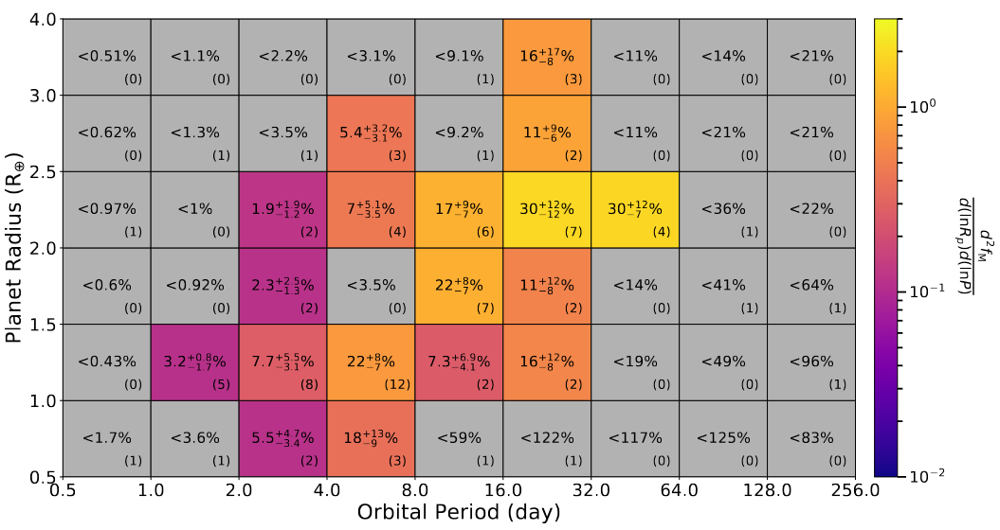 4.0
<0.51% <1.1% <2.2% <3.1% <9.1% 16+17−8% <11% <14% <21%
(0) (0) (0) (0) (1) (3) (0) (0) (0)
3.0
<0.62% <1.3% <3.5% 5.4+3.2−3.1% <9.2% 11+9−6% <11% <21% <21%
(0) (1) (1) (3) (1) (2) (0) (0) (0)
2.5
<0.97% <1% 1.9+1.9−1.2% 7+5.1−3.5% 17+9−7% 30+12−12% 30+12−7% <36% <22%
(1) (0) (2) (4) (6) (7) (4) (1) (0)
2.0
<0.6% <0.92% 2.3+2.5−1.3% <3.5% 22+8−7% 11+12−8% <14% <41% <64%
(0) (0) (2) (0) (7) (2) (0) (1) (1)
1.5
<0.43% 3.2+0.8−1.7% 7.7+5.5−3.1% 22+8−7% 7.3+6.9−4.1% 16+12−8% <19% <49% <96%
(0) (5) (8) (12) (2) (2) (0) (0) (1)
1.0
<1.7% <3.6% 5.5+4.7−3.4% 18+13−9% <59% <122% <117% <125% <83%
(1) (1) (2) (3) (1) (1) (0) (0) (0)
0.5
0.5 1.0 2.0 4.0 8.0 16.0 32.0 64.0 128.0 256.0
Orbital Period (day)
Planet Radius (R⊕)
10^0
10^−1
10^−2
d²f_M
d(lnR_p)d(lnP)